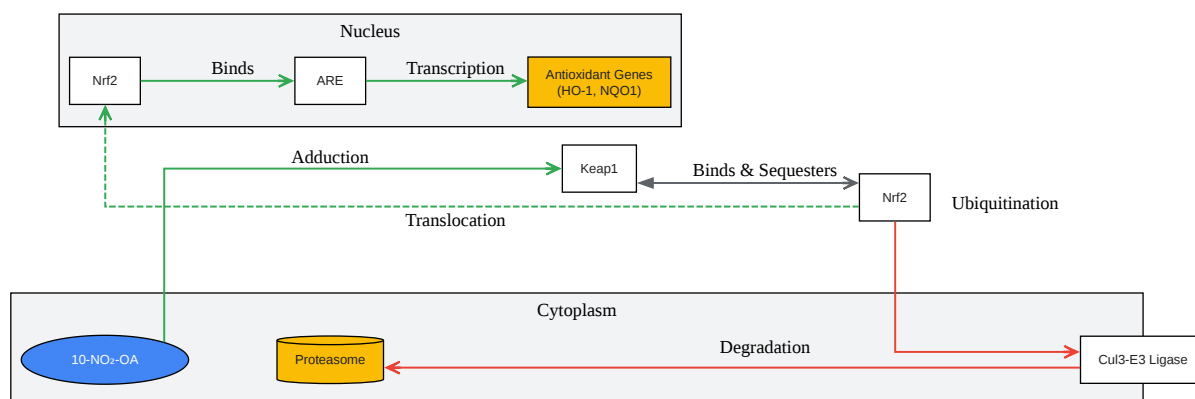 Nucleus
Nrf2
Binds
ARE
Transcription
Antioxidant Genes
(HO-1, NQO1)
Adduction
Keap1
Binds & Sequesters
Nrf2
Ubiquitination
Translocation
Cytoplasm
10-NO₂-OA
Proteasome
Degradation
Cul3-E3 Ligase